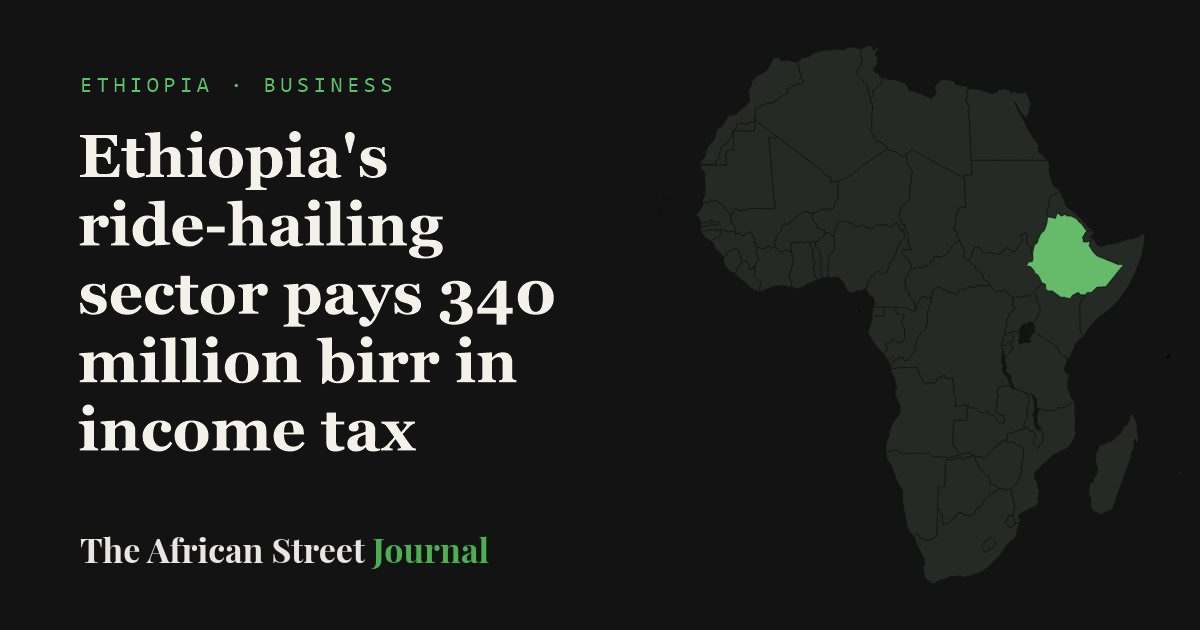 ETHIOPIA · BUSINESS
Ethiopia's
ride-hailing
sector pays 340
million birr in
income tax
The African Street Journal